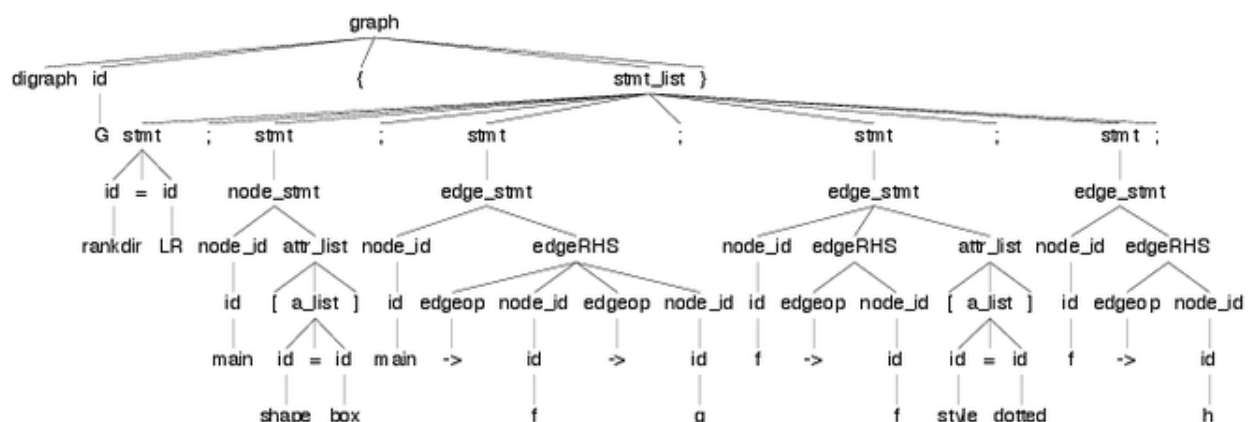 graph
digraph id { stmt_list }
G stmt ; stmt ; stmt ; stmt ; stmt ;
id = id node_stmt edge_stmt edge_stmt edge_stmt
rankdir LR node_id attr_list node_id edgeRHS node_id edgeRHS attr_list node_id edgeRHS
id [ a_list ] id edgeop node_id edgeop node_id id edgeop node_id [ a_list ] id edgeop node_id
main id = id main -> id -> id f -> id id = id f -> id
shape box f g f style dotted h